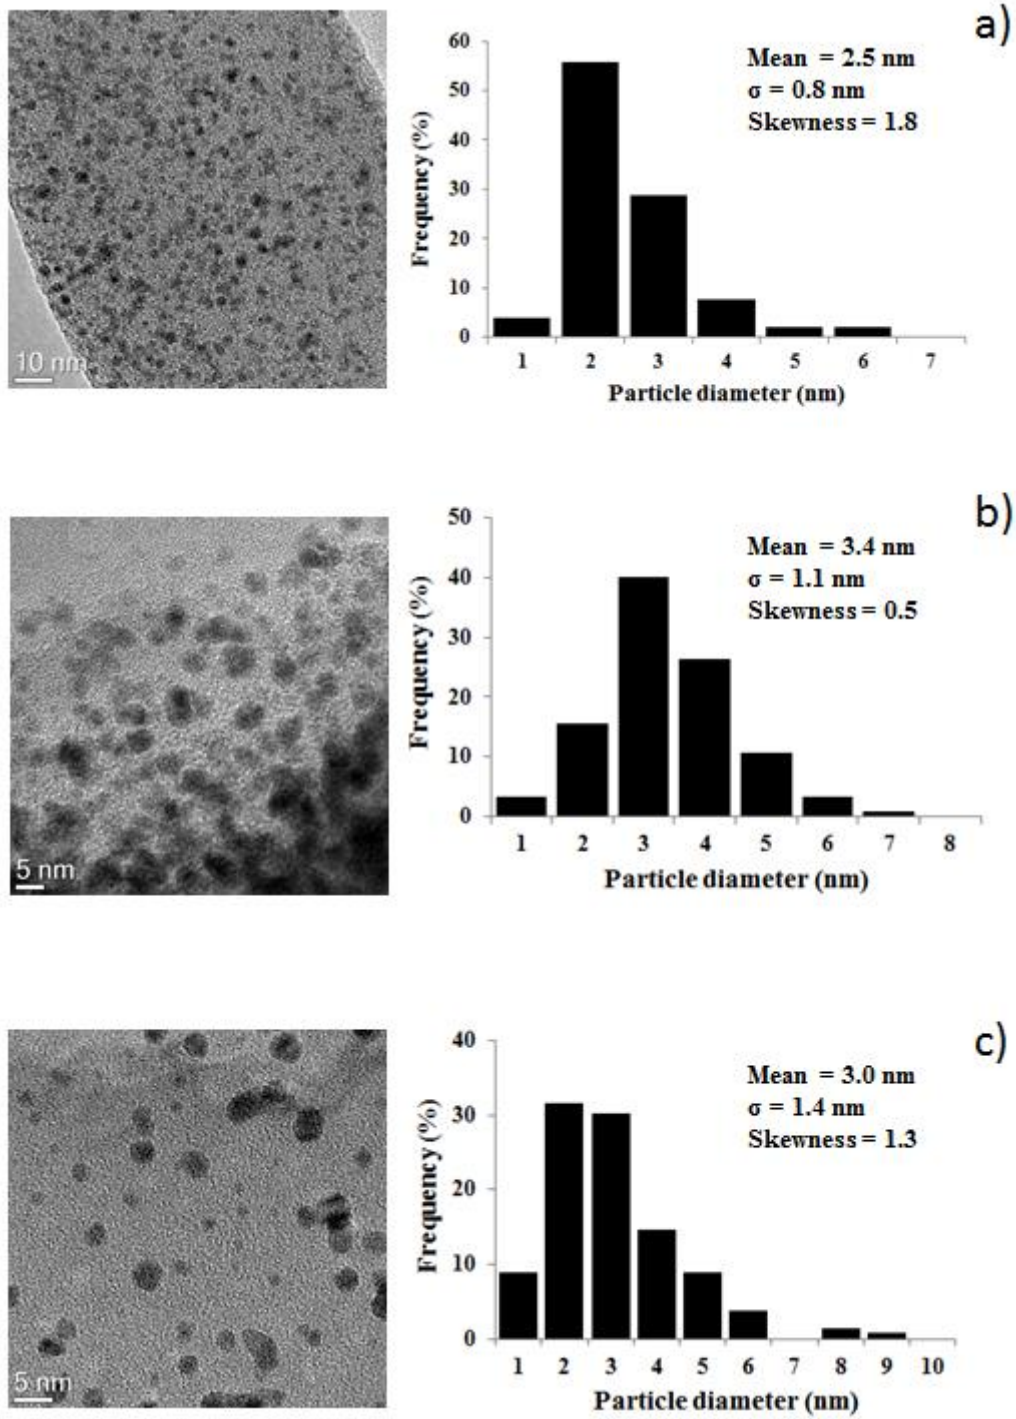 a)
60
50
40
30
20
10
0
Frequency (%)
Mean = 2.5 nm
σ = 0.8 nm
Skewness = 1.8
1 2 3 4 5 6 7
Particle diameter (nm)
10 nm
b)
50
40
30
20
10
0
Frequency (%)
Mean = 3.4 nm
σ = 1.1 nm
Skewness = 0.5
1 2 3 4 5 6 7 8
Particle diameter (nm)
5 nm
c)
40
30
20
10
0
Frequency (%)
Mean = 3.0 nm
σ = 1.4 nm
Skewness = 1.3
1 2 3 4 5 6 7 8 9 10
Particle diameter (nm)
5 nm